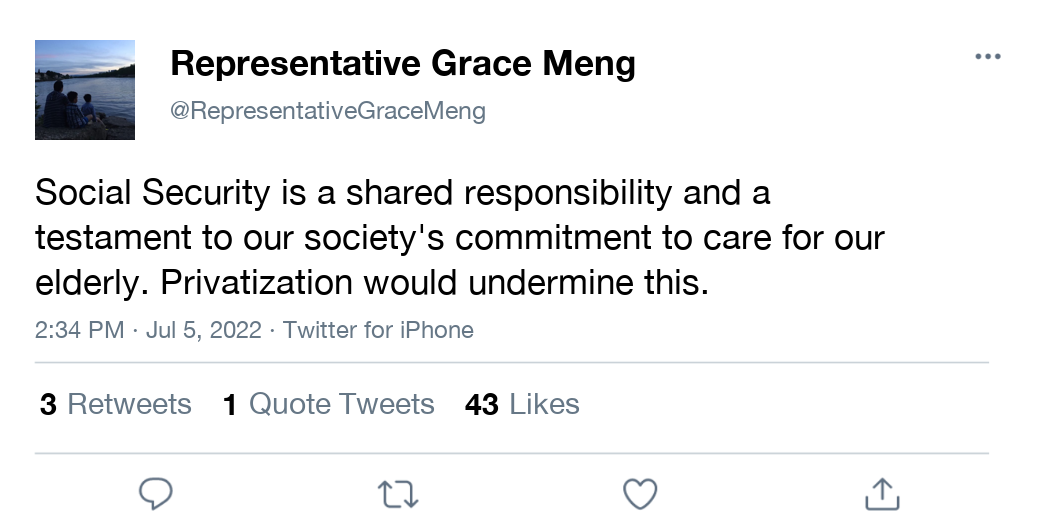 Representative Grace Meng
@RepresentativeGraceMeng
Social Security is a shared responsibility and a
testament to our society's commitment to care for our
elderly. Privatization would undermine this.
2:34 PM · Jul 5, 2022 · Twitter for iPhone
3 Retweets 1 Quote Tweets 43 Likes